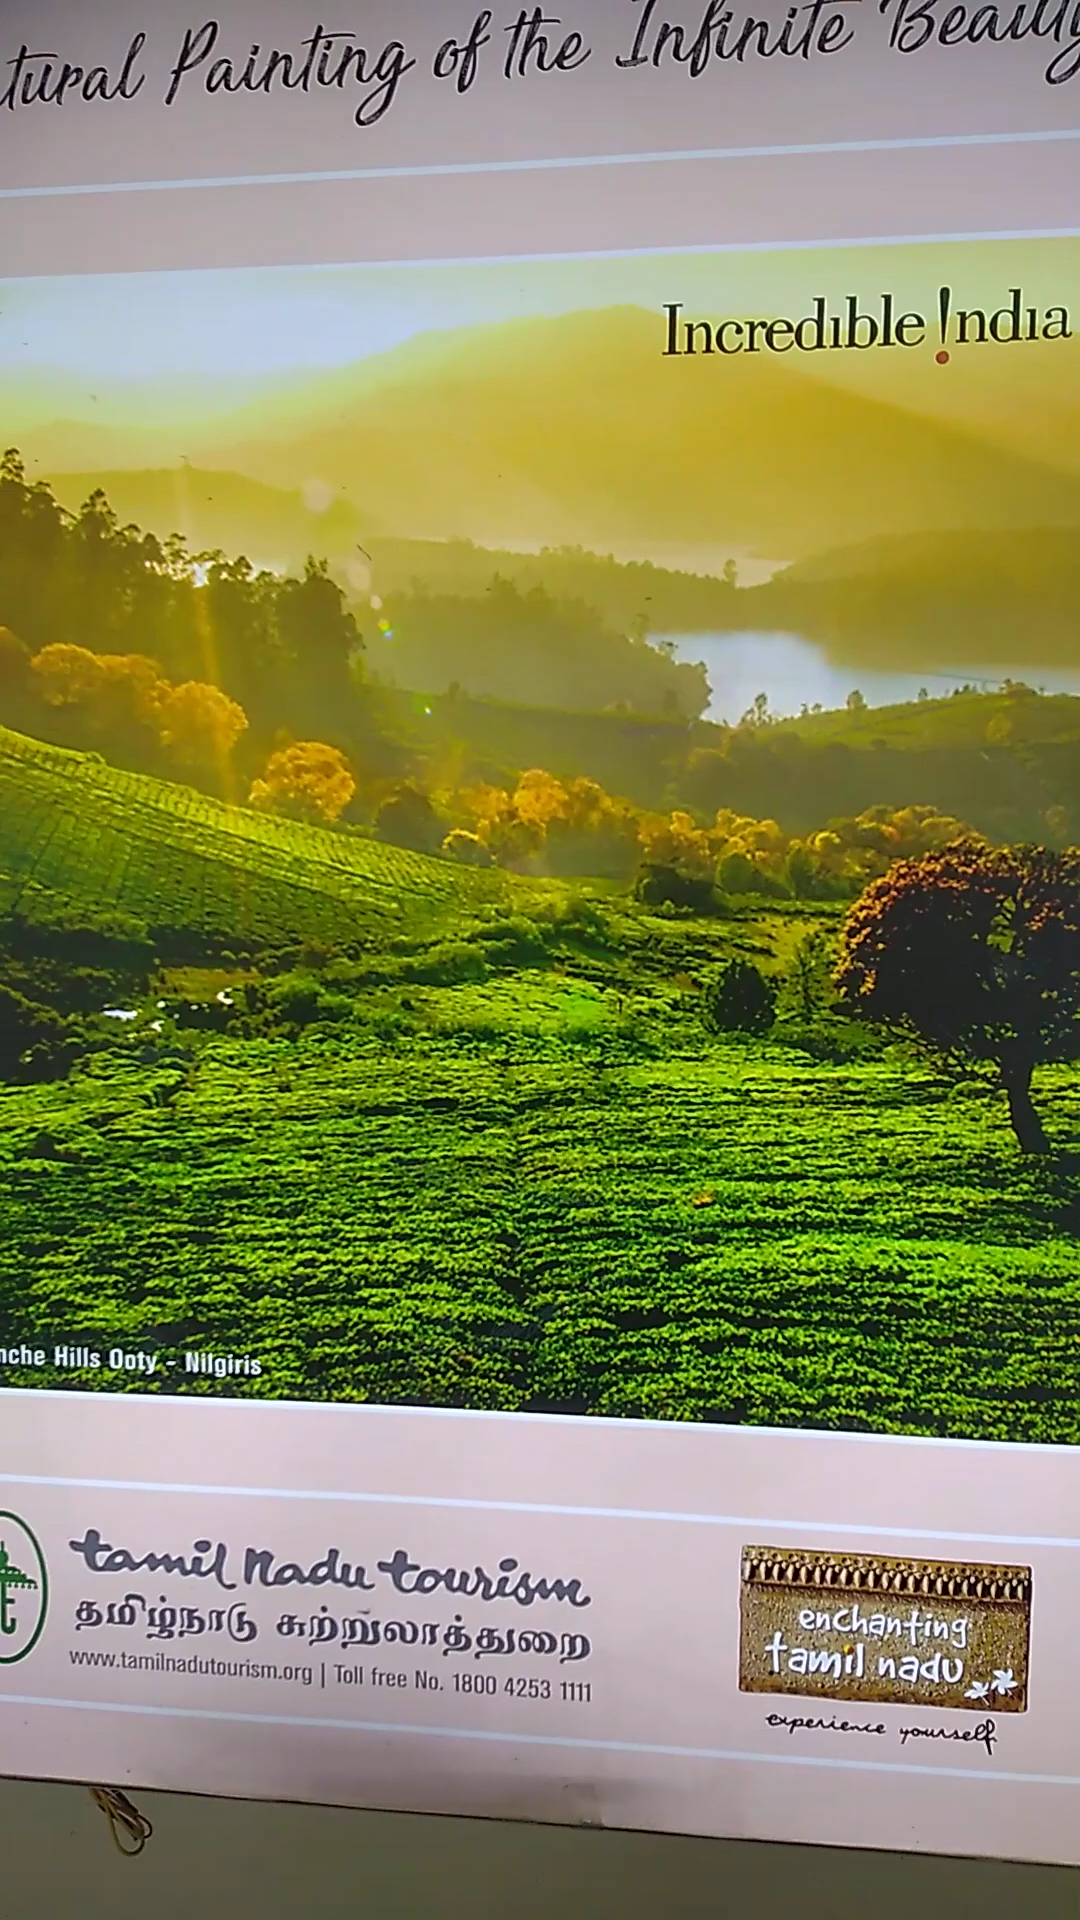 tural Painting of the Infinite Beauty
Incredible !ndia
nche Hills Ooty - Nilgiris
t
tamil nadu tourism
தமிழ்நாடு சுற்றுலாத்துறை
www.tamilnadutourism.org | Toll free No. 1800 4253 1111
enchanting
tamil nadu
experience yourself